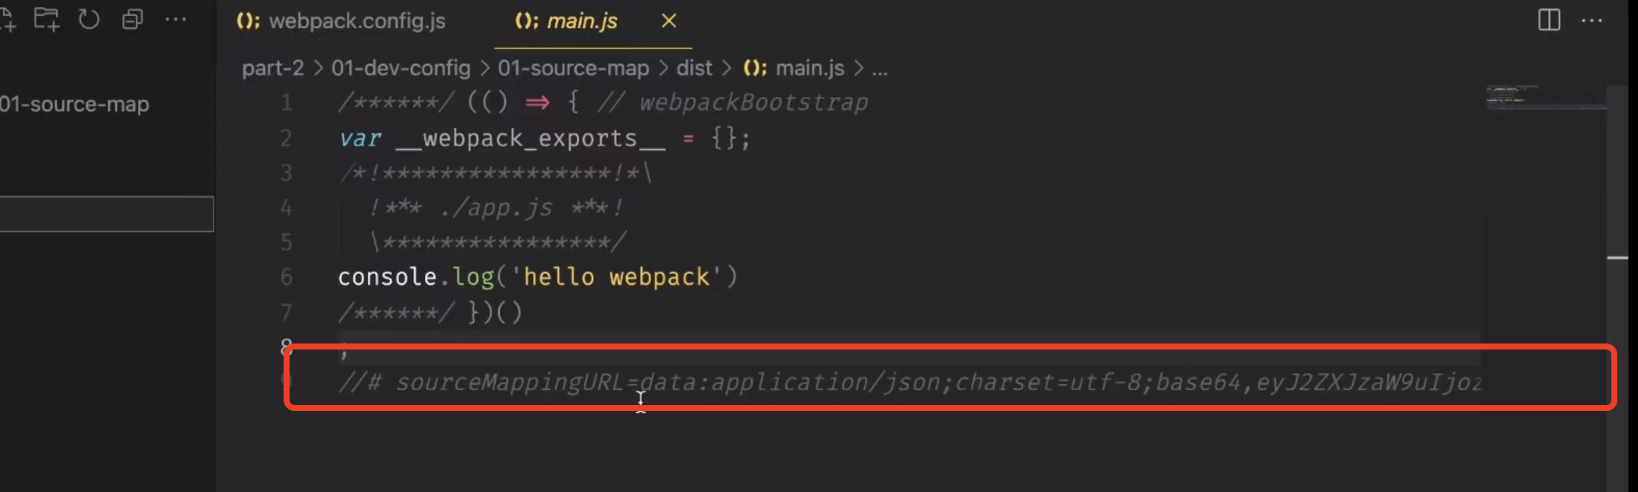 (); webpack.config.js
(); main.js
part-2 > 01-dev-config > 01-source-map > dist > (); main.js > ...
01-source-map
1 /******/ (() => { // webpackBootstrap
2 var __webpack_exports__ = {};
3 /*!****************!*\
4 !*** ./app.js ***!
5 \****************/
6 console.log('hello webpack')
7 /******/ })()
8 ;
9 //# sourceMappingURL=data:application/json;charset=utf-8;base64,eyJ2ZXJzaW9uIjoz